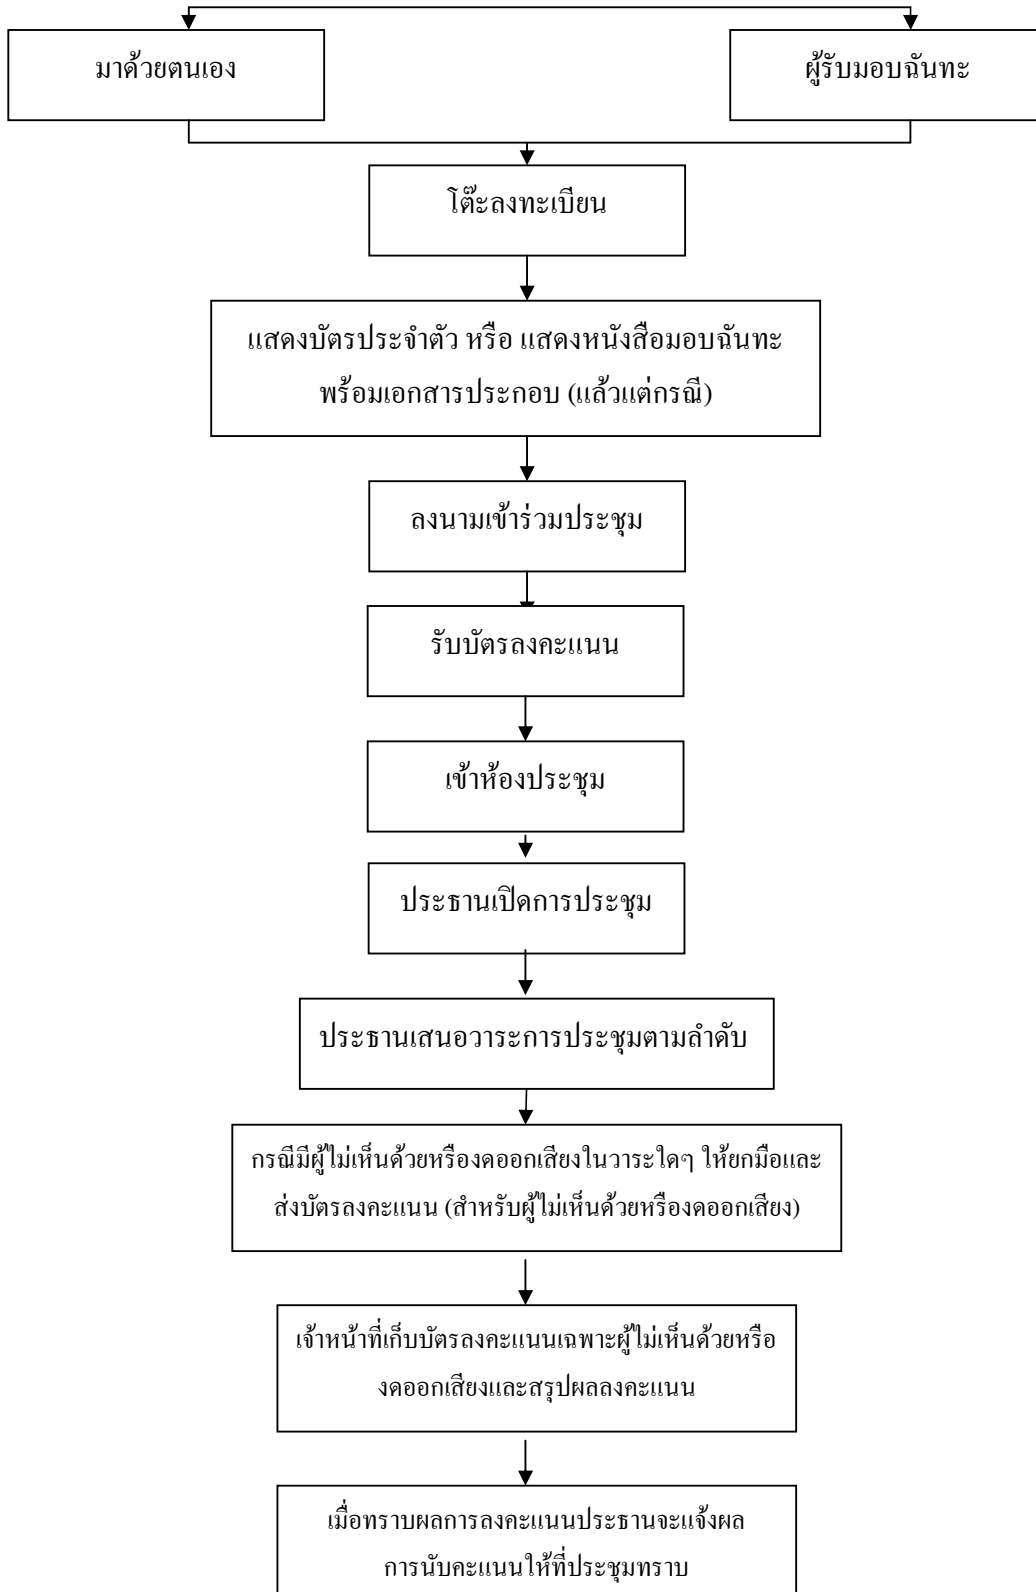 มาด้วยตนเอง
ผู้รับมอบฉันทะ
โต๊ะลงทะเบียน
แสดงบัตรประจำตัว หรือ แสดงหนังสือมอบฉันทะ
พร้อมเอกสารประกอบ (แล้วแต่กรณี)
ลงนามเข้าร่วมประชุม
รับบัตรลงคะแนน
เข้าห้องประชุม
ประธานเปิดการประชุม
ประธานเสนอวาระการประชุมตามลำดับ
กรณีมีผู้ไม่เห็นด้วยหรืองดออกเสียงในวาระใดๆ ให้ยกมือและ
ส่งบัตรลงคะแนน (สำหรับผู้ไม่เห็นด้วยหรืองดออกเสียง)
เจ้าหน้าที่เก็บบัตรลงคะแนนเฉพาะผู้ไม่เห็นด้วยหรือ
งดออกเสียงและสรุปผลลงคะแนน
เมื่อทราบผลการลงคะแนนประธานจะแจ้งผล
การนับคะแนนให้ที่ประชุมทราบ